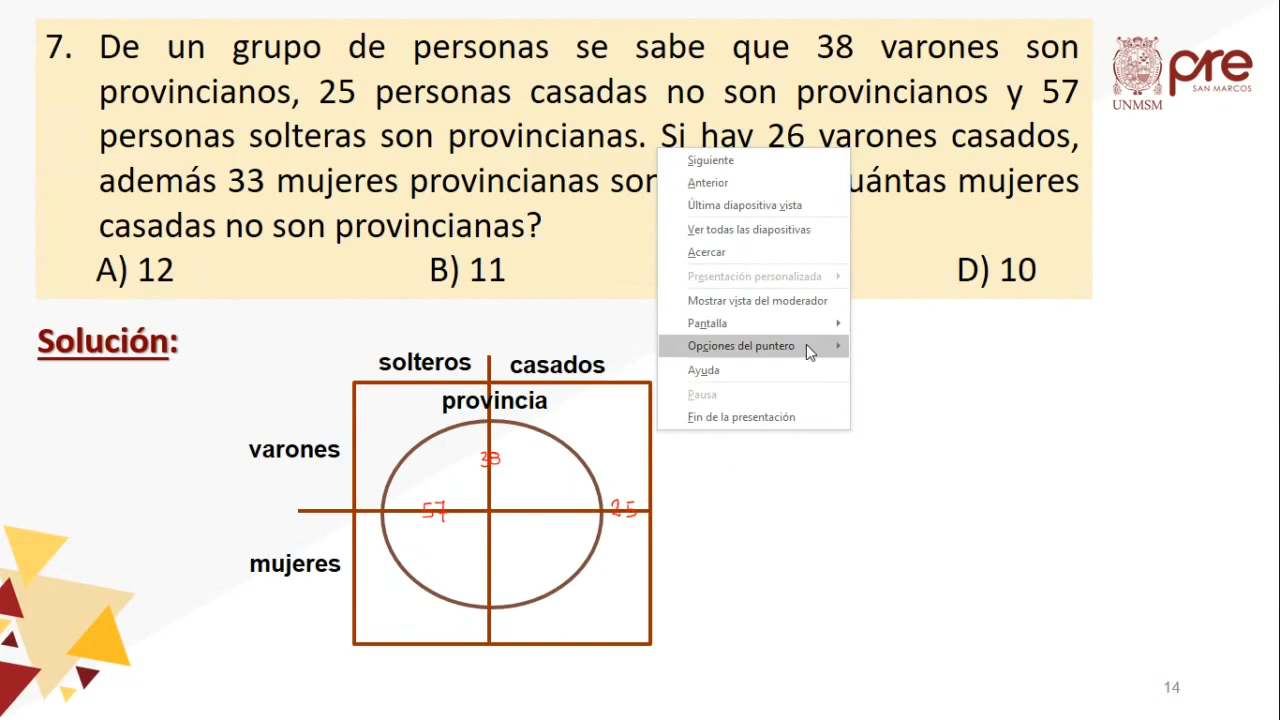 7. De un grupo de personas se sabe que 38 varones son
provincianos, 25 personas casadas no son provincianos y 57
personas solteras son provincianas. Si hay 26 varones casados,
además 33 mujeres provincianas mujeres
casadas no son provincianas?
A) 12 B) 11 D) 10
pre
SAN MARCOS
UNMSM
Siguiente
Anterior
Última diapositiva vista
Ver todas las diapositivas
Acercar
Presentación personalizada
Mostrar vista del moderador
Pantalla
Opciones del puntero
Ayuda
Pausa
Fin de la presentación
Solución:
solteros casados
provincia
varones
38
57 25
mujeres
14